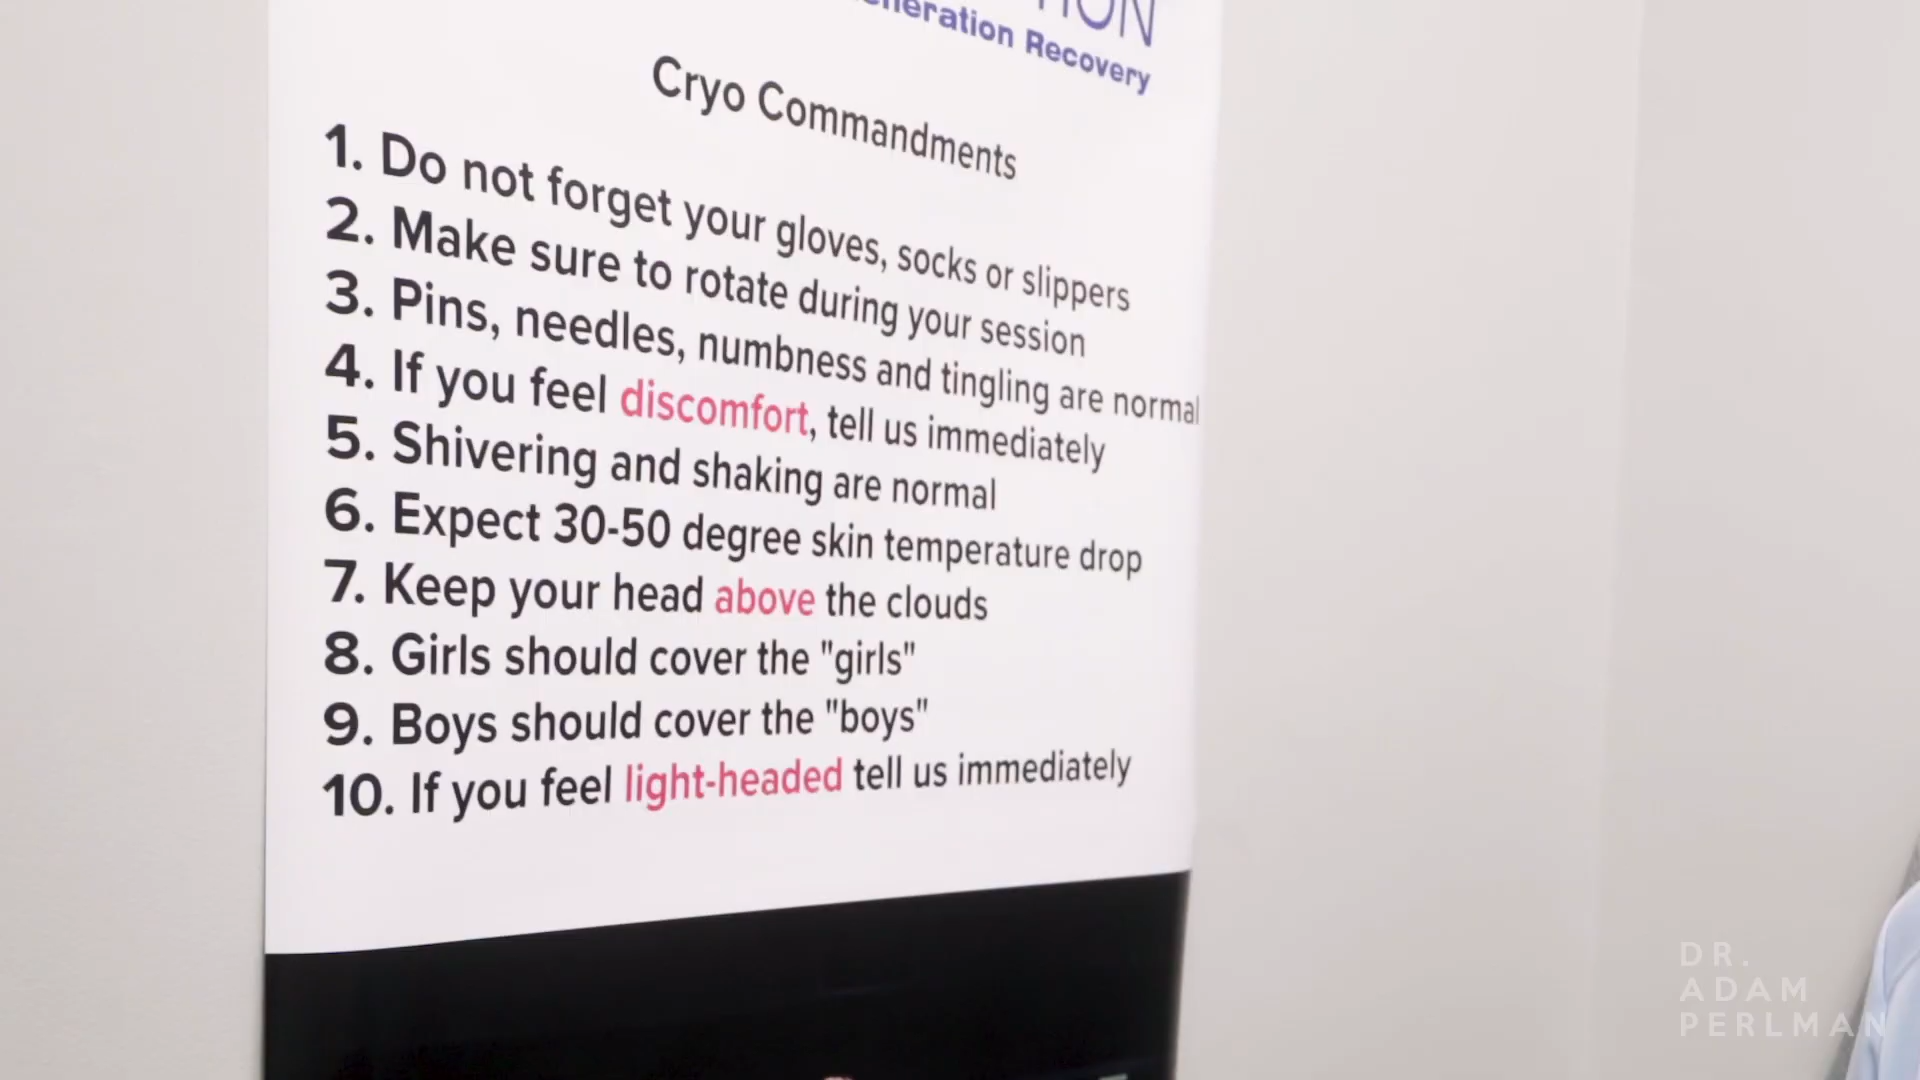 Recovery
Cryo Commandments
1. Do not forget your gloves, socks or slippers
2. Make sure to rotate during your session
3. Pins, needles, numbness and tingling are normal
4. If you feel discomfort, tell us immediately
5. Shivering and shaking are normal
6. Expect 30-50 degree skin temperature drop
7. Keep your head above the clouds
8. Girls should cover the "girls"
9. Boys should cover the "boys"
10. If you feel light-headed tell us immediately
DR.
ADAM
PERLMAN